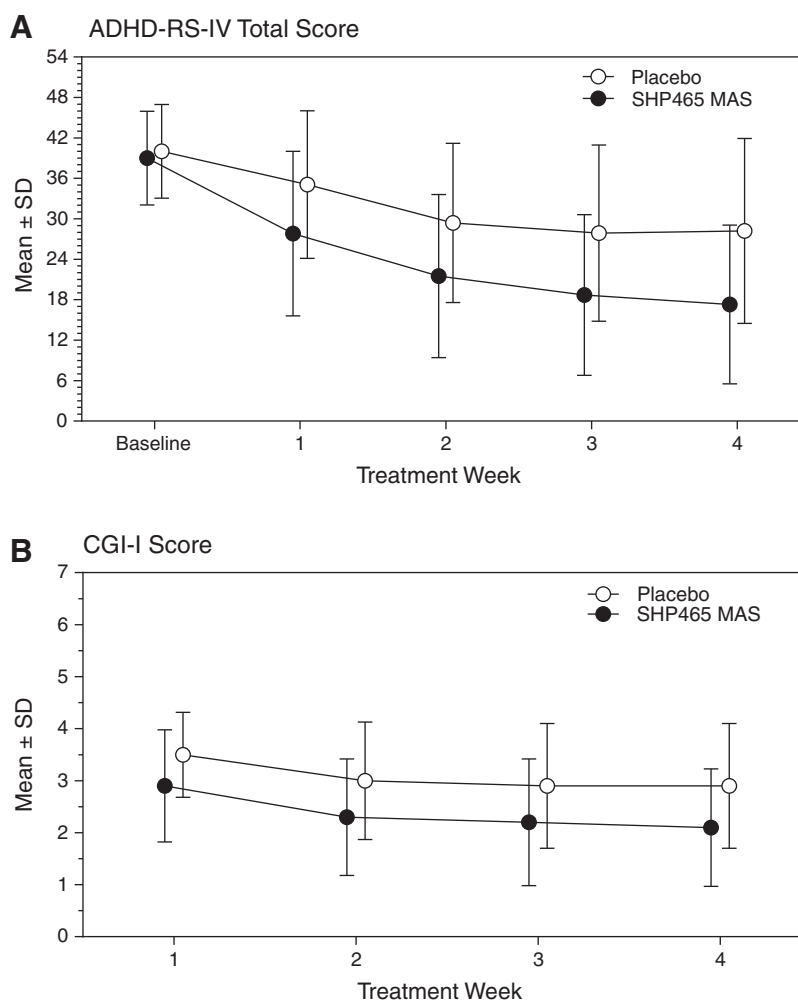 A ADHD-RS-IV Total Score
54
Placebo
48
SHP465 MAS
42
36
30
24
18
12
6
0
Mean ± SD
Baseline 1 2 3 4
Treatment Week
B CGI-I Score
7
Placebo
6
SHP465 MAS
5
4
3
2
1
0
Mean ± SD
1 2 3 4
Treatment Week